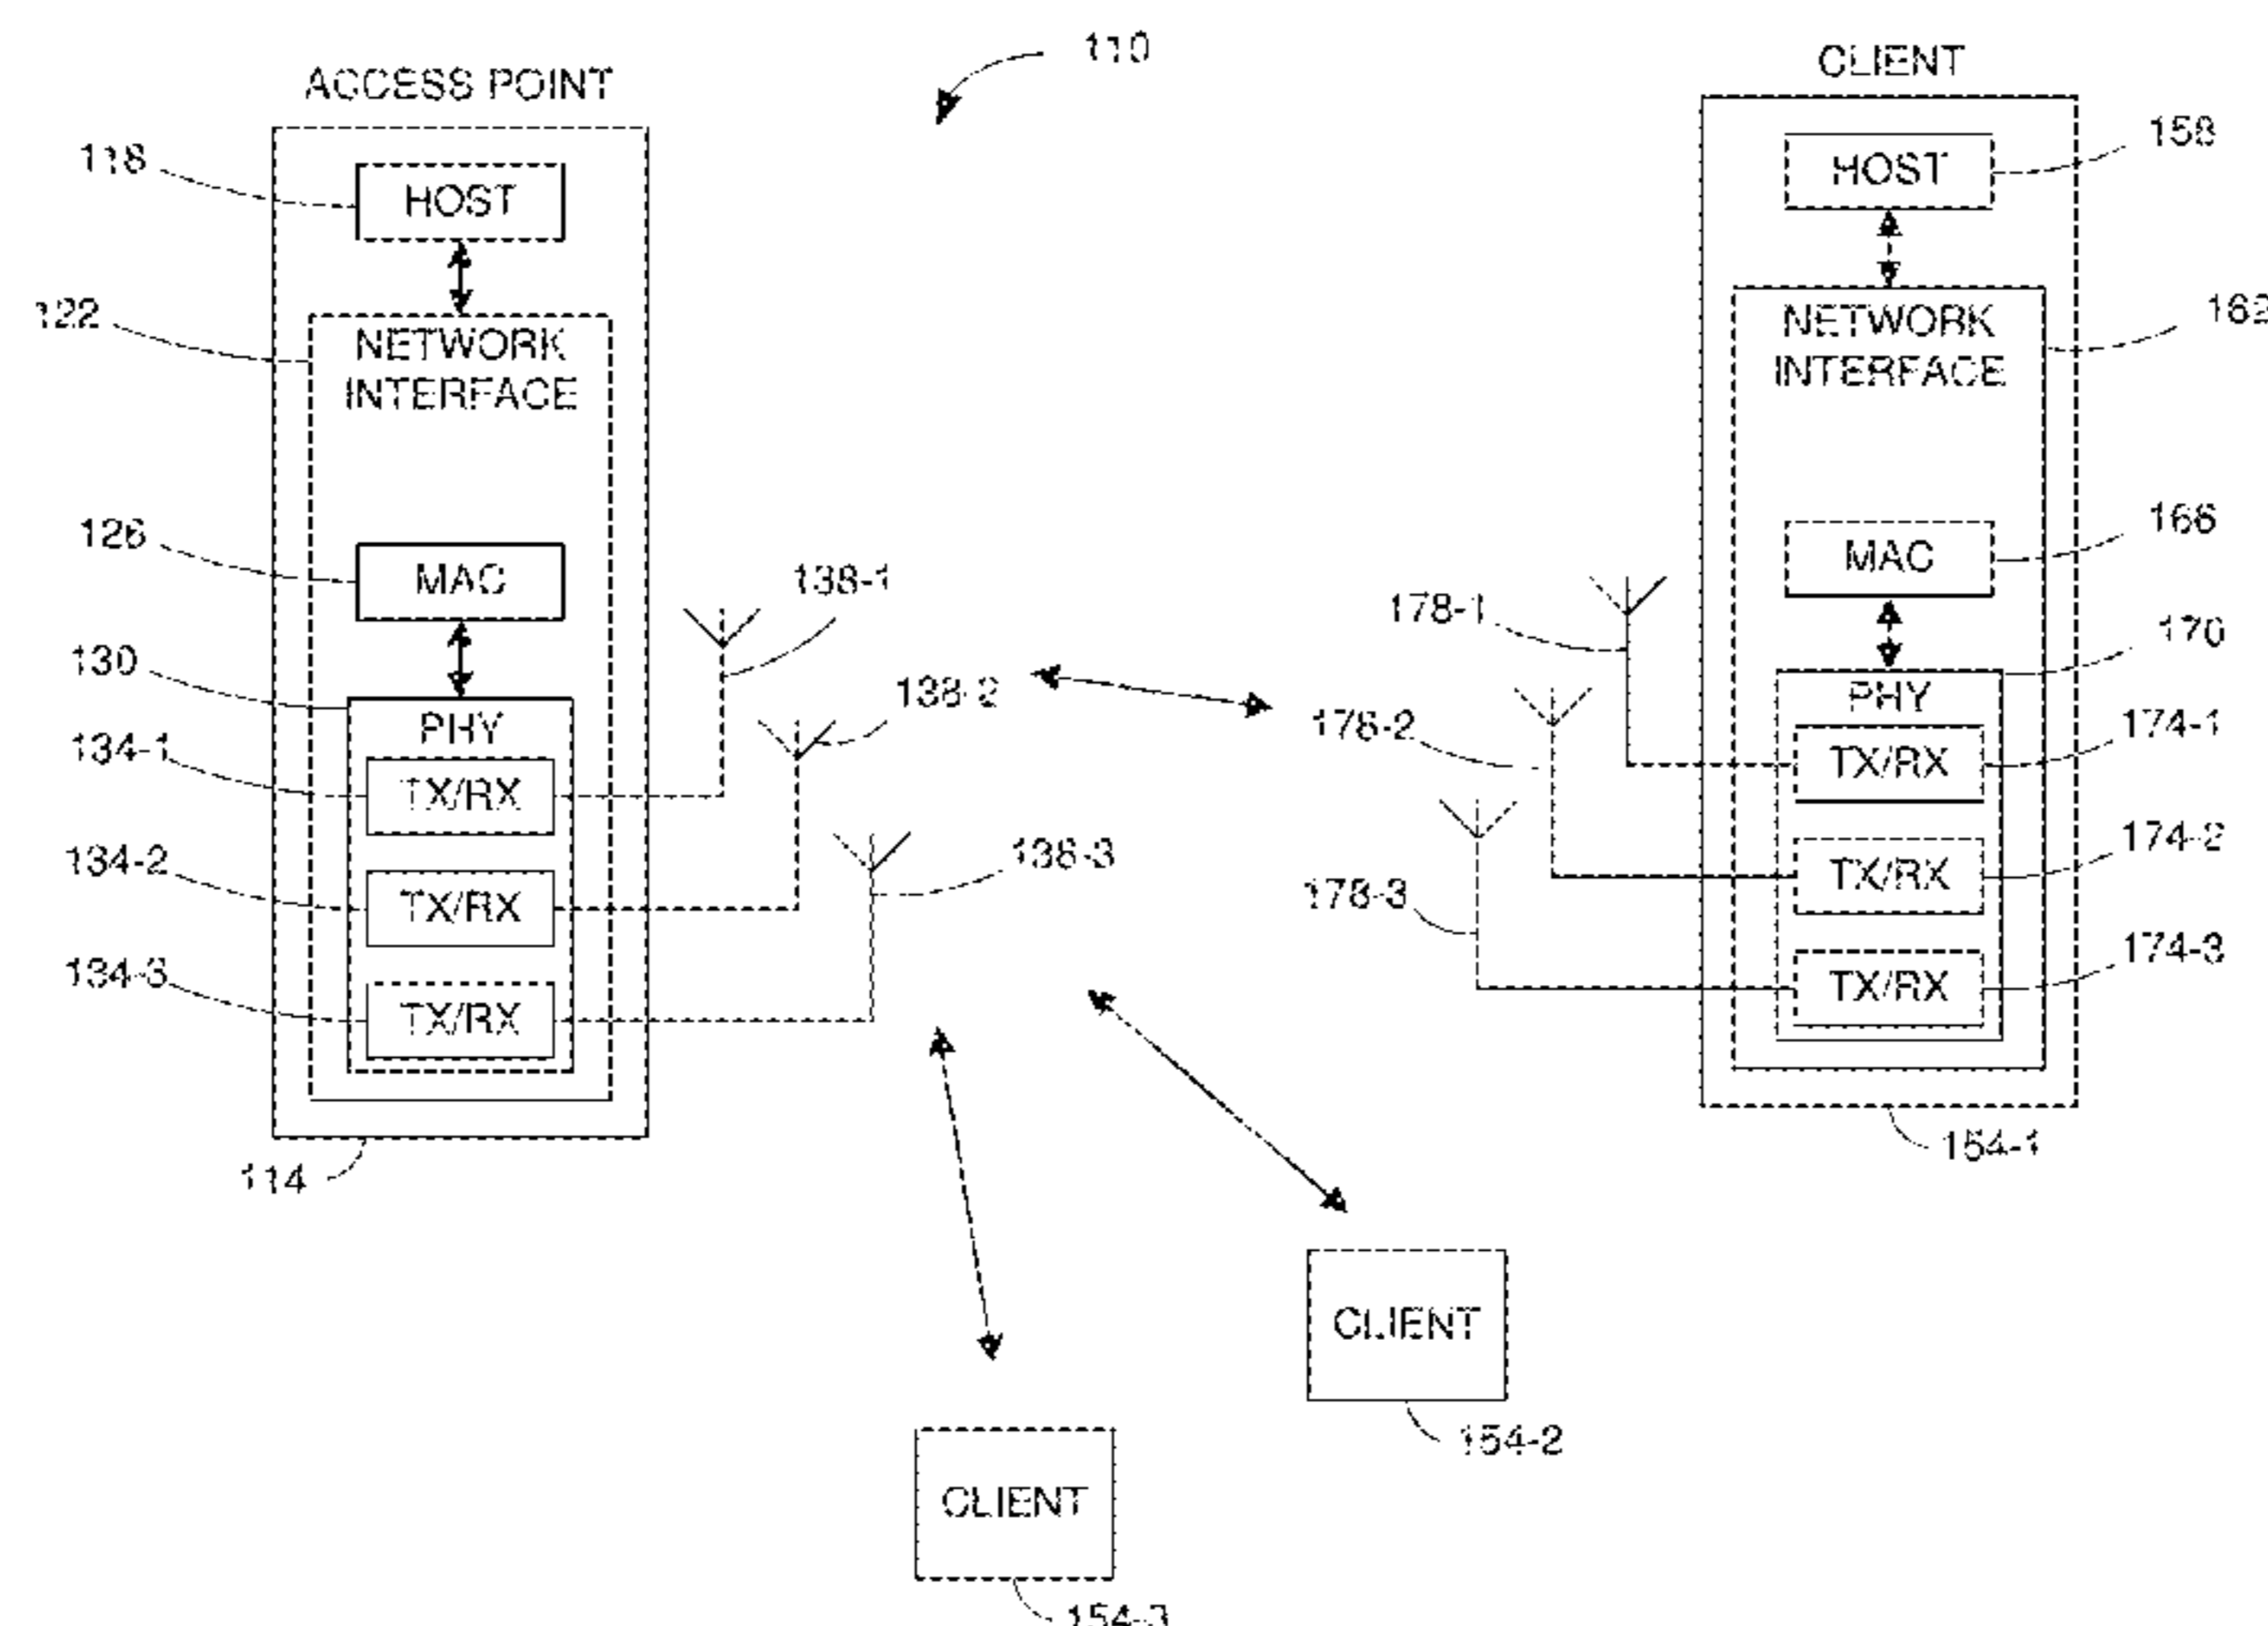 110
ACCESS POINT
118
HOST
122
NETWORK
INTERFACE
126
MAC
130
PHY
134-1
TX/RX
134-2
TX/RX
134-3
TX/RX
114
138-1
138-2
138-3
CLIENT
158
HOST
162
NETWORK
INTERFACE
166
MAC
170
PHY
174-1
TX/RX
174-2
TX/RX
174-3
TX/RX
154-1
178-1
178-2
178-3
CLIENT
154-2
CLIENT
154-3